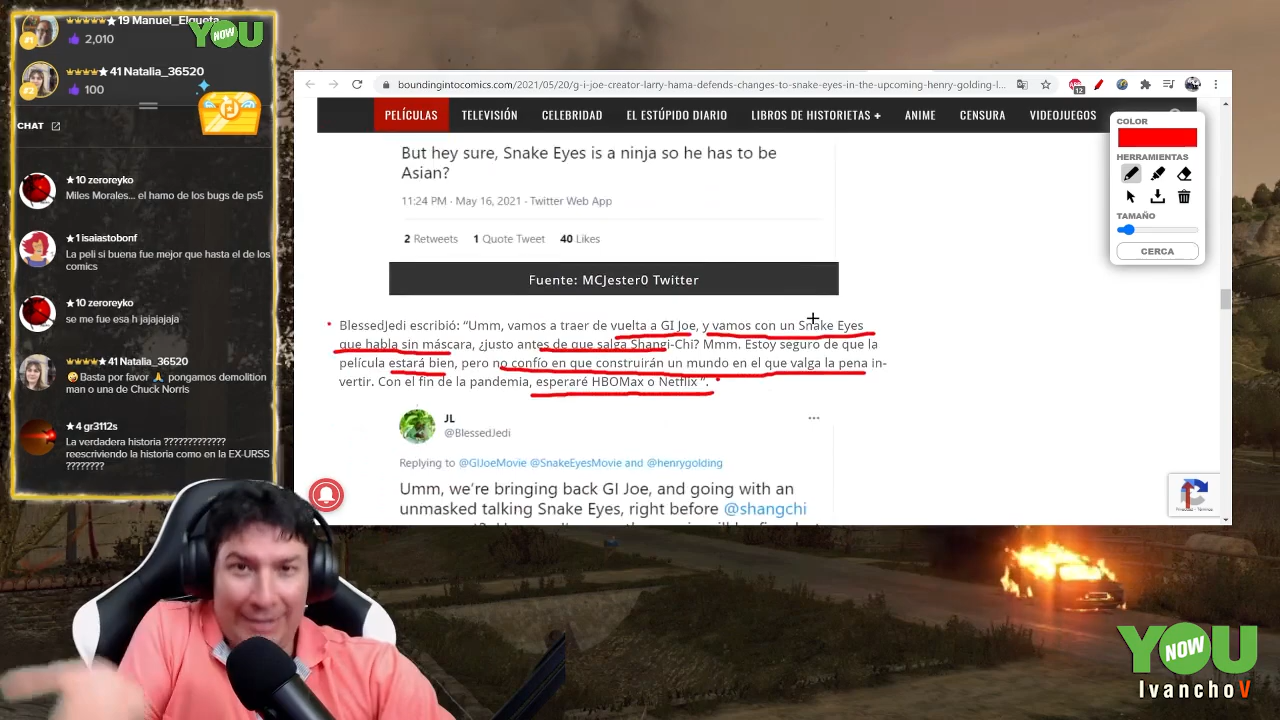 #1
★19 Manuel_Elgueta
2,010
YOU NOW
#2
★41 Natalia_36520
100
CHAT
★10 zeroreyko
Miles Morales... el hamo de los bugs de ps5
★1 isaiastobonf
La peli si buena fue mejor que hasta el de los
comics
★10 zeroreyko
se me fue esa h jajajajaja
★41 Natalia_36520
🤪Basta por favor 🙏 pongamos demolition
man o una de Chuck Norris
★4 gr3112s
La verdadera historia ?????????????
reescriviendo la historia como en la EX-URSS
????????
boundingintocomics.com/2021/05/20/g-i-joe-creator-larry-hama-defends-changes-to-snake-eyes-in-the-upcoming-henry-golding-l...
12
PELÍCULAS TELEVISIÓN CELEBRIDAD EL ESTÚPIDO DIARIO LIBROS DE HISTORIETAS + ANIME CENSURA VIDEOJUEGOS
But hey sure, Snake Eyes is a ninja so he has to be
Asian?
11:24 PM · May 16, 2021 · Twitter Web App
2 Retweets 1 Quote Tweet 40 Likes
Fuente: MCJester0 Twitter
BlessedJedi escribió: “Umm, vamos a traer de vuelta a GI Joe, y vamos con un Snake Eyes
que habla sin máscara, ¿justo antes de que salga Shangi-Chi? Mmm. Estoy seguro de que la
película estará bien, pero no confío en que construirán un mundo en el que valga la pena in-
vertir. Con el fin de la pandemia, esperaré HBOMax o Netflix ”.
JL
@BlessedJedi
Replying to @GIJoeMovie @SnakeEyesMovie and @henrygolding
Umm, we're bringing back GI Joe, and going with an
unmasked talking Snake Eyes, right before @shangchi
COLOR
HERRAMIENTAS
TAMAÑO
CERCA
YOU NOW
IvanchoV